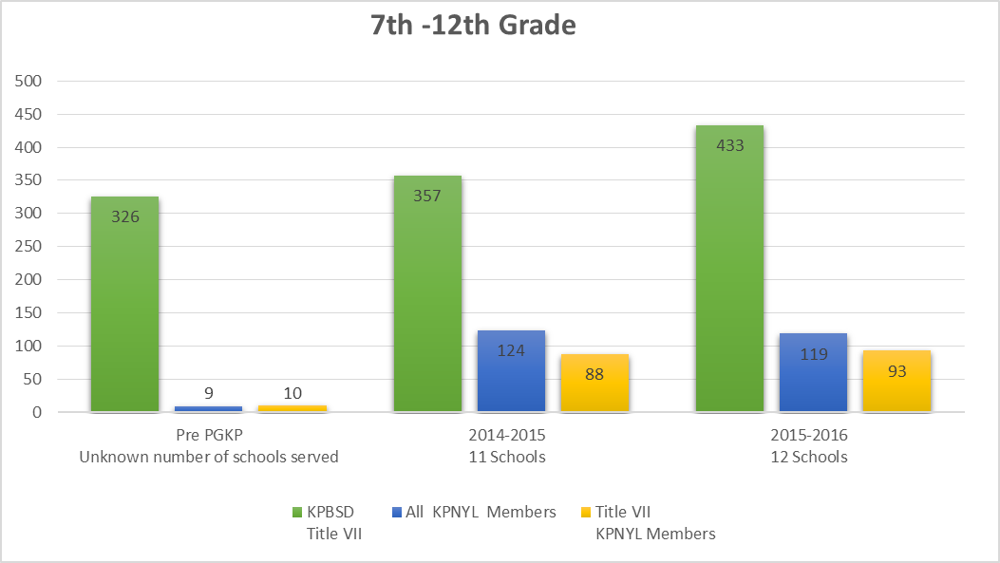 7th -12th Grade
500
450
400
350
300
250
200
150
100
50
0
326
9
10
357
124
88
433
119
93
Pre PGKP
Unknown number of schools served
2014-2015
11 Schools
2015-2016
12 Schools
KPBSD
Title VII
All KPNYL Members
Title VII
KPNYL Members